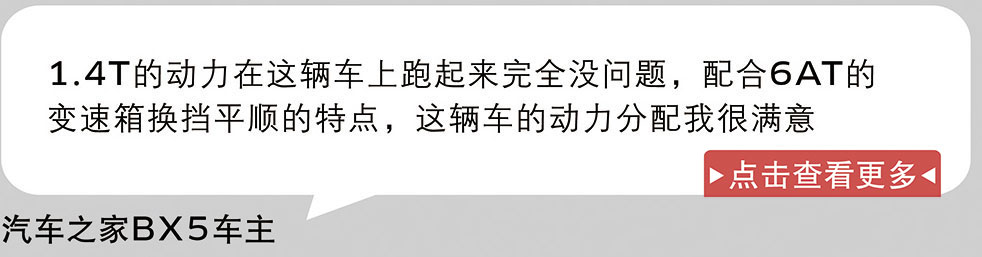 1.4T的动力在这辆车上跑起来完全没问题，配合6AT的
变速箱换挡平顺的特点，这辆车的动力分配我很满意
点击查看更多
汽车之家BX5车主